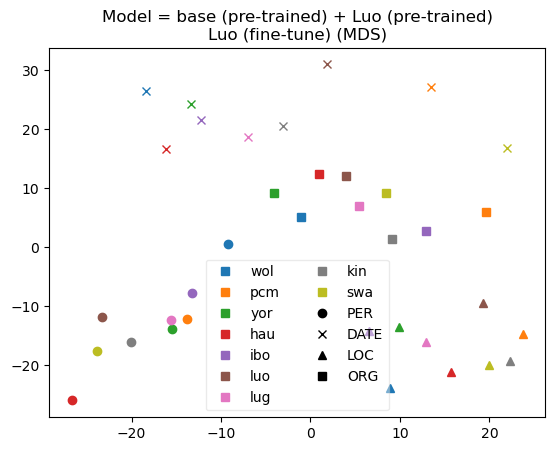 Model = base (pre-trained) + Luo (pre-trained)
Luo (fine-tune) (MDS)
30
20
10
0
−10
−20
wol
pcm
yor
hau
ibo
luo
lug
kin
swa
PER
DATE
LOC
ORG
−20
−10
0
10
20